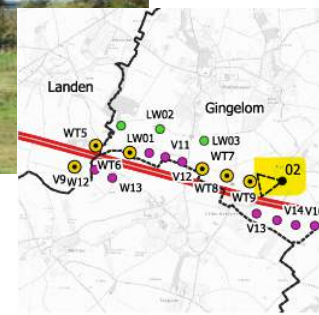 Landen
Gingelom
LW02
WT5
LW01
V11
LW03
WT7
02
WT6
V9
W12
W13
V12
WT8
WT9
V13
V14